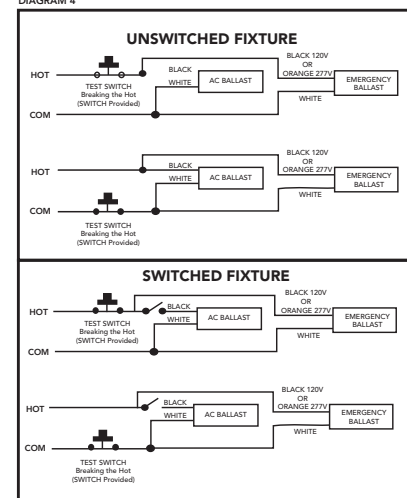 DIAGRAM 4
UNSWITCHED FIXTURE
BLACK 120V
OR
ORANGE 277V
BLACK
HOT
WHITE
AC BALLAST
EMERGENCY
BALLAST
TEST SWITCH
Breaking the Hot
(SWITCH Provided)
WHITE
COM
BLACK 120V
OR
ORANGE 277V
BLACK
HOT
WHITE
AC BALLAST
EMERGENCY
BALLAST
WHITE
COM
TEST SWITCH
Breaking the Hot
(SWITCH Provided)
SWITCHED FIXTURE
BLACK 120V
OR
ORANGE 277V
BLACK
HOT
WHITE
AC BALLAST
EMERGENCY
BALLAST
TEST SWITCH
Breaking the Hot
(SWITCH Provided)
WHITE
COM
BLACK 120V
OR
ORANGE 277V
BLACK
HOT
WHITE
AC BALLAST
EMERGENCY
BALLAST
WHITE
COM
TEST SWITCH
Breaking the Hot
(SWITCH Provided)